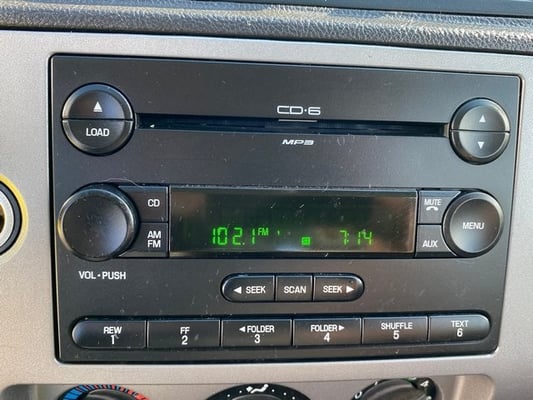 CD·6
LOAD
MP3
CD
MUTE
MENU
AM
FM
102.1 FM 7:14
AUX
VOL - PUSH
◀ SEEK SCAN SEEK ▶
REW FF ◀ FOLDER FOLDER ▶ SHUFFLE TEXT
1 2 3 4 5 6
4